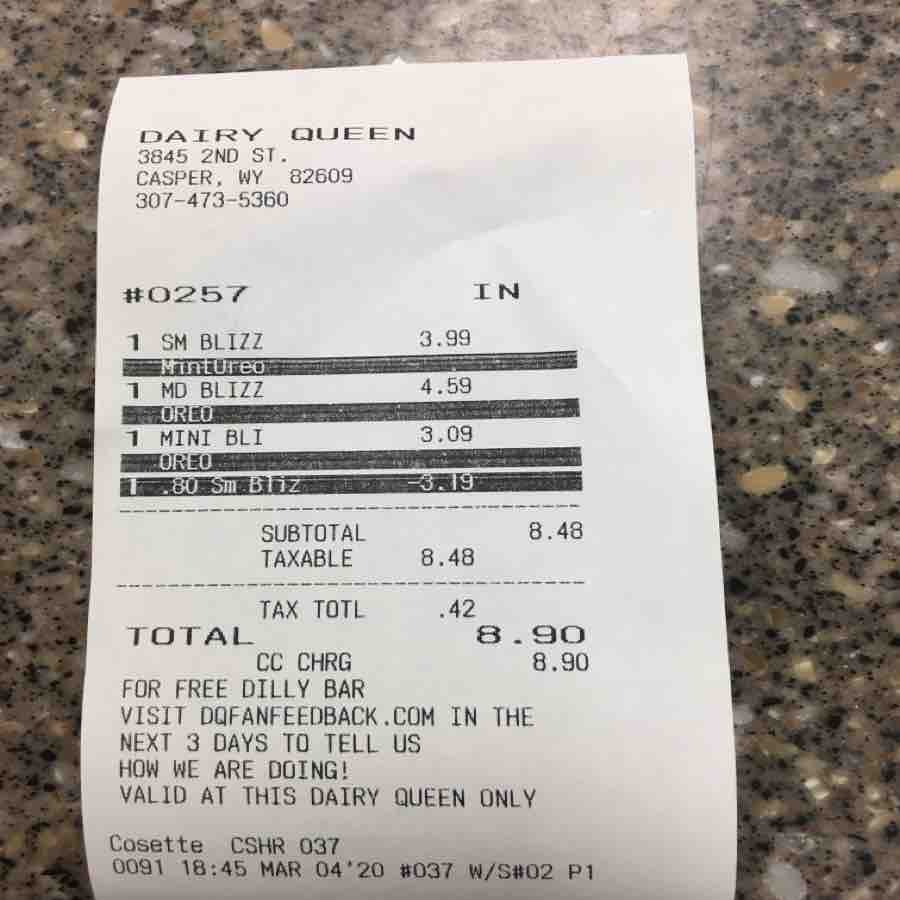 DAIRY QUEEN
3845 2ND ST.
CASPER, WY 82609
307-473-5360
#0257 IN
1 SM BLIZZ 3.99
MintOreo
1 MD BLIZZ 4.59
OREO
1 MINI BLI 3.09
OREO
1 .80 Sm Bliz -3.19
SUBTOTAL 8.48
TAXABLE 8.48
TAX TOTL .42
TOTAL 8.90
CC CHRG 8.90
FOR FREE DILLY BAR
VISIT DQFANFEEDBACK.COM IN THE
NEXT 3 DAYS TO TELL US
HOW WE ARE DOING!
VALID AT THIS DAIRY QUEEN ONLY
Cosette CSHR 037
0091 18:45 MAR 04'20 #037 W/S#02 P1